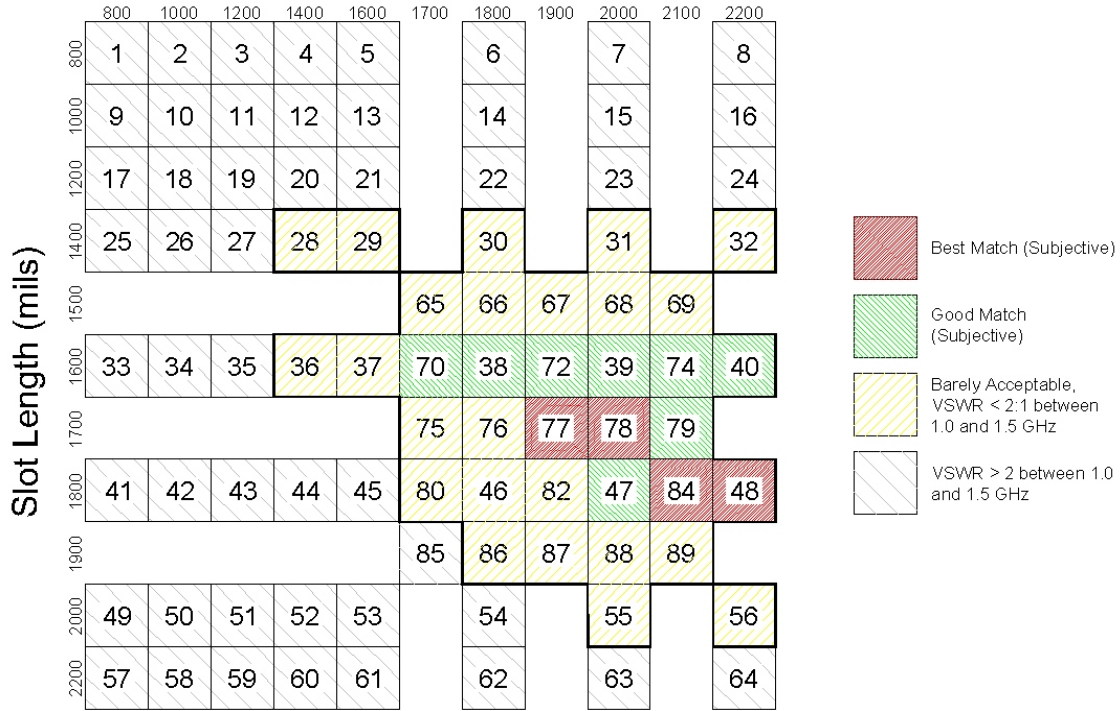 800 1000 1200 1400 1600 1700 1800 1900 2000 2100 2200
800 1 2 3 4 5 6 7 8
1000 9 10 11 12 13 14 15 16
1200 17 18 19 20 21 22 23 24
1400 25 26 27 28 29 30 31 32
1500 65 66 67 68 69
1600 33 34 35 36 37 70 38 72 39 74 40
1700 75 76 77 78 79
1800 41 42 43 44 45 80 46 82 47 84 48
1900 85 86 87 88 89
2000 49 50 51 52 53 54 55 56
2200 57 58 59 60 61 62 63 64
Slot Length (mils)
Best Match (Subjective)
Good Match
(Subjective)
Barely Acceptable,
VSWR < 2:1 between
1.0 and 1.5 GHz
VSWR > 2 between 1.0
and 1.5 GHz